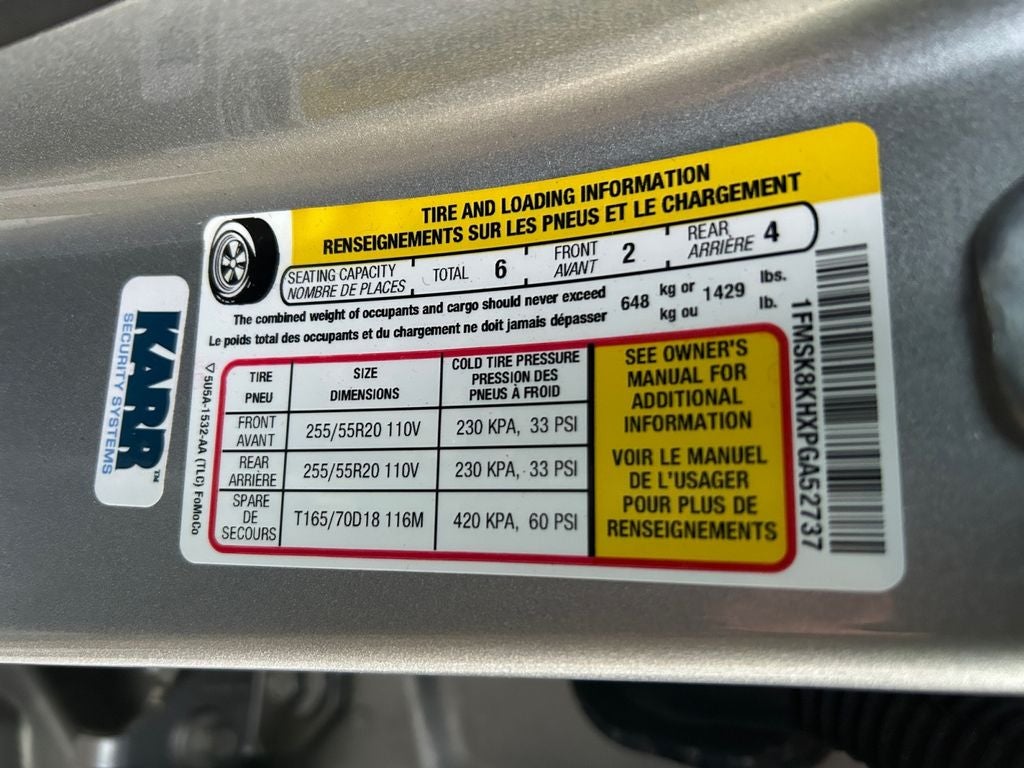 TIRE AND LOADING INFORMATION
RENSEIGNEMENTS SUR LES PNEUS ET LE CHARGEMENT
SEATING CAPACITY
NOMBRE DE PLACES
TOTAL 6
FRONT
AVANT 2
REAR
ARRIÈRE 4
The combined weight of occupants and cargo should never exceed 648 kg or 1429 lbs.
Le poids total des occupants et du chargement ne doit jamais dépasser kg ou lb.
TIRE
PNEU
SIZE
DIMENSIONS
COLD TIRE PRESSURE
PRESSION DES
PNEUS À FROID
FRONT
AVANT
255/55R20 110V
230 KPA, 33 PSI
REAR
ARRIÈRE
255/55R20 110V
230 KPA, 33 PSI
SPARE
DE
SECOURS
T165/70D18 116M
420 KPA, 60 PSI
SEE OWNER'S
MANUAL FOR
ADDITIONAL
INFORMATION
VOIR LE MANUEL
DE L'USAGER
POUR PLUS DE
RENSEIGNEMENTS
5U5A-1532-AA (TLC) FoMoCo
1FMSK8KHXPGA52737
KARR™
SECURITY SYSTEMS